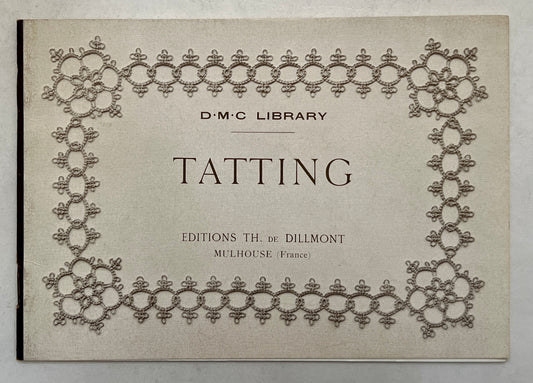 D·M·C LIBRARY
TATTING
EDITIONS TH. DE DILLMONT
MULHOUSE (France)